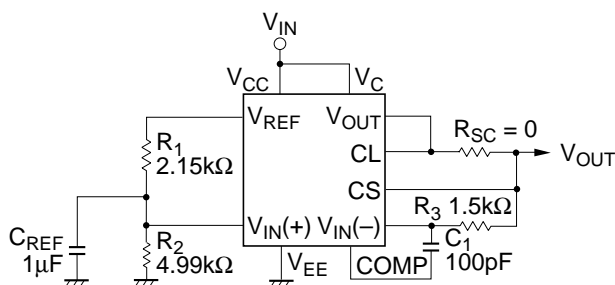 VIN
VCC
VC
VREF
VOUT
RSC = 0
R1
2.15kΩ
CL
VOUT
CS
R3 1.5kΩ
VIN(+)
VIN(−)
CREF
1μF
R2
4.99kΩ
C1
100pF
VEE
COMP